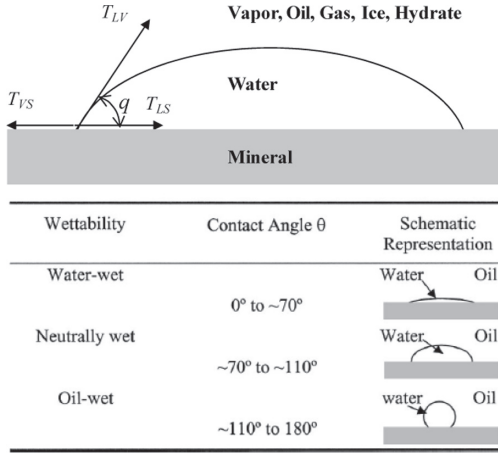 T_LV
Vapor, Oil, Gas, Ice, Hydrate
Water
T_VS
q
T_LS
Mineral
Wettability
Contact Angle θ
Schematic
Representation
Water-wet
0º to ~70º
Water
Oil
Neutrally wet
~70º to ~110º
Water
Oil
Oil-wet
~110º to 180º
water
Oil